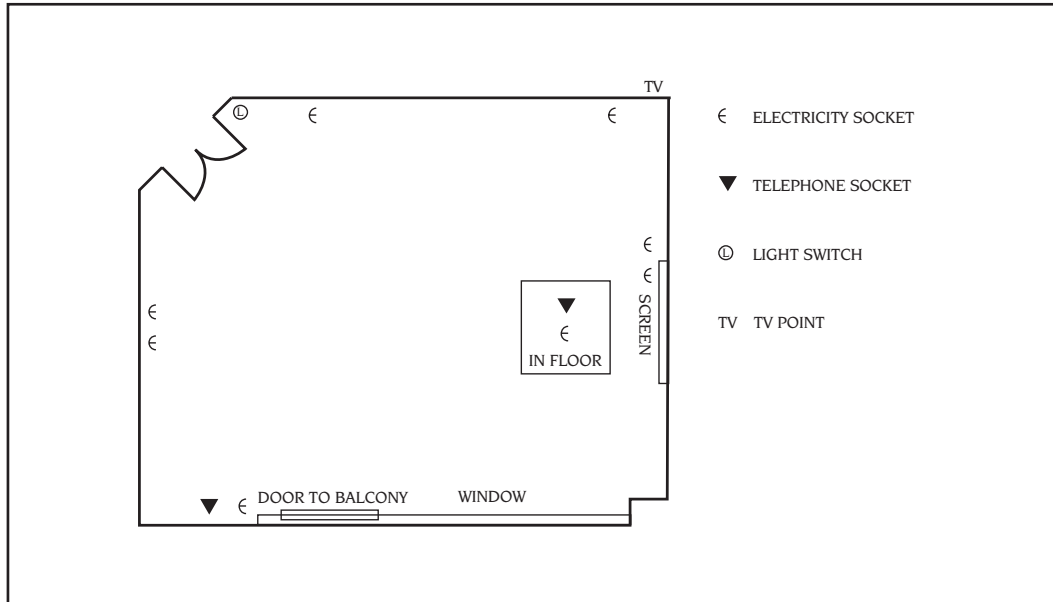 TV
L
ELECTRICITY SOCKET
TELEPHONE SOCKET
L LIGHT SWITCH
TV TV POINT
SCREEN
IN FLOOR
DOOR TO BALCONY
WINDOW